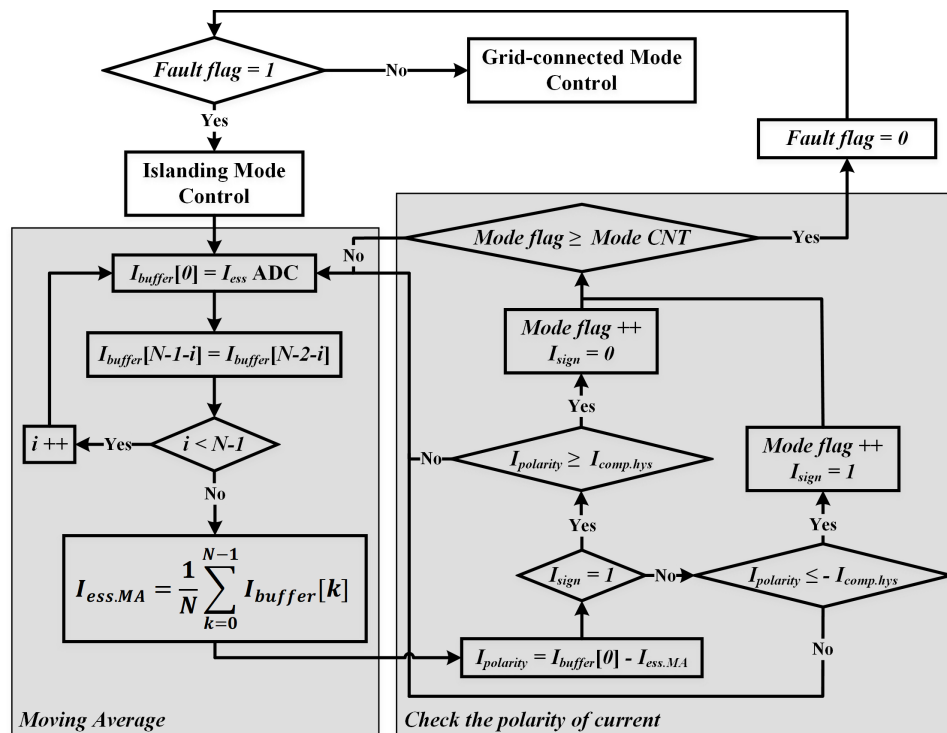 Fault flag = 1
No
Grid-connected Mode
Control
Yes
Fault flag = 0
Islanding Mode
Control
Mode flag ≥ Mode CNT
Yes
No
I_buffer[0] = I_ess ADC
Mode flag ++
I_sign = 0
I_buffer[N-1-i] = I_buffer[N-2-i]
Yes
i ++
Yes
i < N-1
No
I_polarity ≥ I_comp.hys
No
Mode flag ++
I_sign = 1
Yes
Yes
I_ess.MA = 1/N ∑_{k=0}^{N-1} I_buffer[k]
I_sign = 1
No
I_polarity ≤ - I_comp.hys
No
I_polarity = I_buffer[0] - I_ess.MA
Moving Average
Check the polarity of current